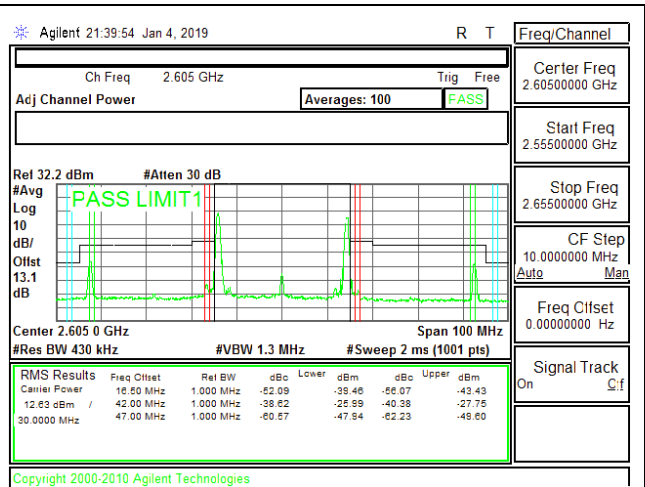 Agilent 21:39:54 Jan 4, 2019 R T
Ch Freq 2.605 GHz Trig Free
Adj Channel Power Averages: 100 PASS
Ref 32.2 dBm #Atten 30 dB
#Avg
Log
10
dB/
Offst
13.1
dB
PASS LIMIT1
Center 2.605 0 GHz Span 100 MHz
#Res BW 430 kHz #VBW 1.3 MHz #Sweep 2 ms (1001 pts)
RMS Results Freq Offset Ref BW dBc Lower dBm dBc Upper dBm
Carrier Power 16.50 MHz 1.000 MHz -52.09 -39.46 -56.07 -43.43
12.63 dBm / 42.00 MHz 1.000 MHz -38.62 -25.99 -40.38 -27.75
30.0000 MHz 47.00 MHz 1.000 MHz -60.57 -47.94 -62.23 -49.60
Copyright 2000-2010 Agilent Technologies
Freq/Channel
Center Freq
2.60500000 GHz
Start Freq
2.55500000 GHz
Stop Freq
2.65500000 GHz
CF Step
10.0000000 MHz
Auto Man
Freq Offset
0.00000000 Hz
Signal Track
On Off